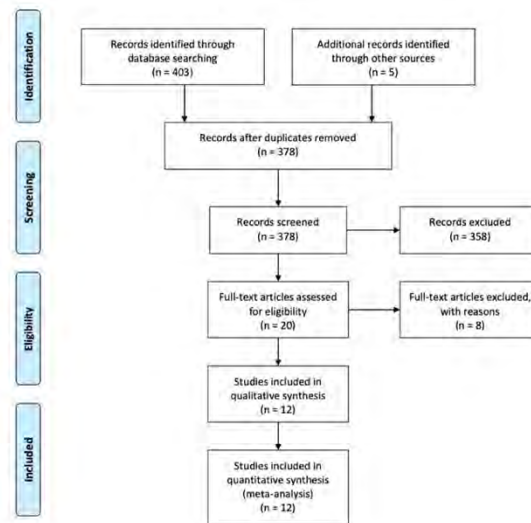 Identification
Records identified through
database searching
(n = 403)
Additional records identified
through other sources
(n = 5)
Records after duplicates removed
(n = 378)
Screening
Records screened
(n = 378)
Records excluded
(n = 358)
Eligibility
Full-text articles assessed
for eligibility
(n = 20)
Full-text articles excluded,
with reasons
(n = 8)
Studies included in
qualitative synthesis
(n = 12)
Included
Studies included in
quantitative synthesis
(meta-analysis)
(n = 12)